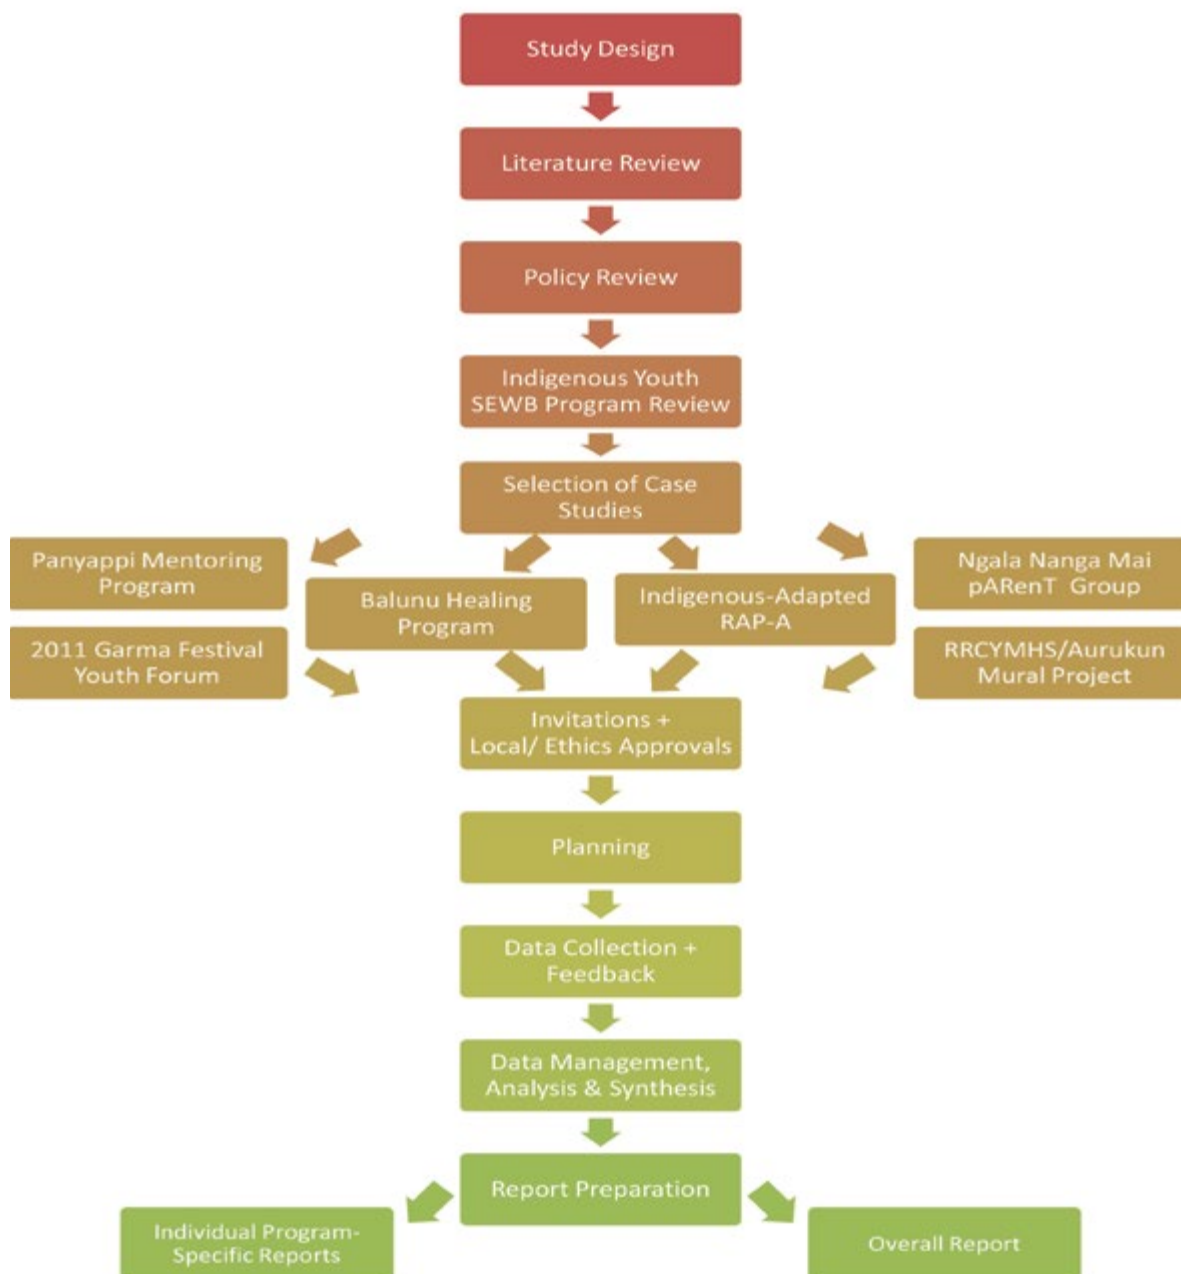 Study Design
Literature Review
Policy Review
Indigenous Youth
SEWB Program Review
Selection of Case
Studies
Panyappi Mentoring
Program
Balunu Healing
Program
Indigenous-Adapted
RAP-A
Ngala Nanga Mai
pARenT Group
2011 Garma Festival
Youth Forum
RRCYMHS/Aurukun
Mural Project
Invitations +
Local/ Ethics Approvals
Planning
Data Collection +
Feedback
Data Management,
Analysis & Synthesis
Report Preparation
Individual Program-
Specific Reports
Overall Report